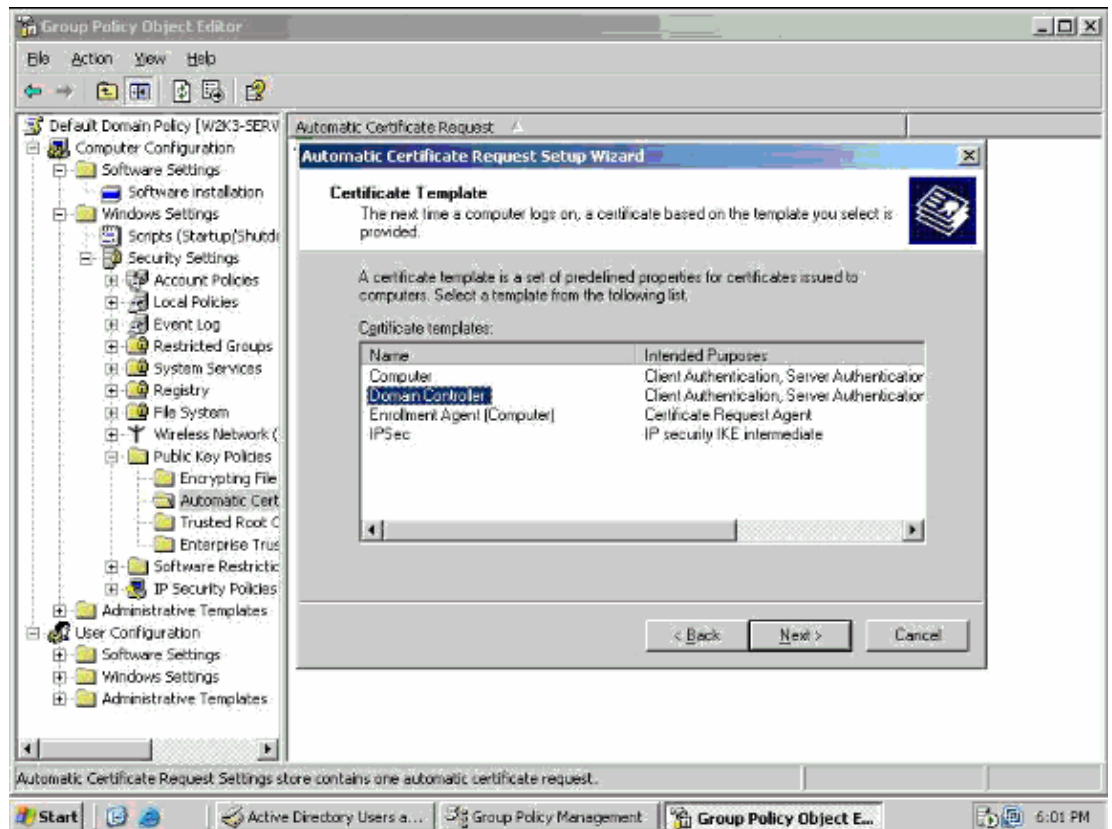 Group Policy Object Editor
File Action View Help
Default Domain Policy [W2K3-SERV
Computer Configuration
Software Settings
Software installation
Windows Settings
Scripts (Startup/Shutd
Security Settings
Account Policies
Local Policies
Event Log
Restricted Groups
System Services
Registry
File System
Wireless Network (
Public Key Policies
Encrypting File
Automatic Cert
Trusted Root C
Enterprise Trus
Software Restrictic
IP Security Policies
Administrative Templates
User Configuration
Software Settings
Windows Settings
Administrative Templates
Automatic Certificate Request
Automatic Certificate Request Setup Wizard
Certificate Template
The next time a computer logs on, a certificate based on the template you select is
provided.
A certificate template is a set of predefined properties for certificates issued to
computers. Select a template from the following list.
Certificate templates:
Name Intended Purposes
Computer Client Authentication, Server Authentication
Domain Controller Client Authentication, Server Authentication
Enrollment Agent (Computer) Certificate Request Agent
IPSec IP security IKE intermediate
< Back Next > Cancel
Automatic Certificate Request Settings store contains one automatic certificate request.
Start Active Directory Users a... Group Policy Management Group Policy Object E... 6:01 PM